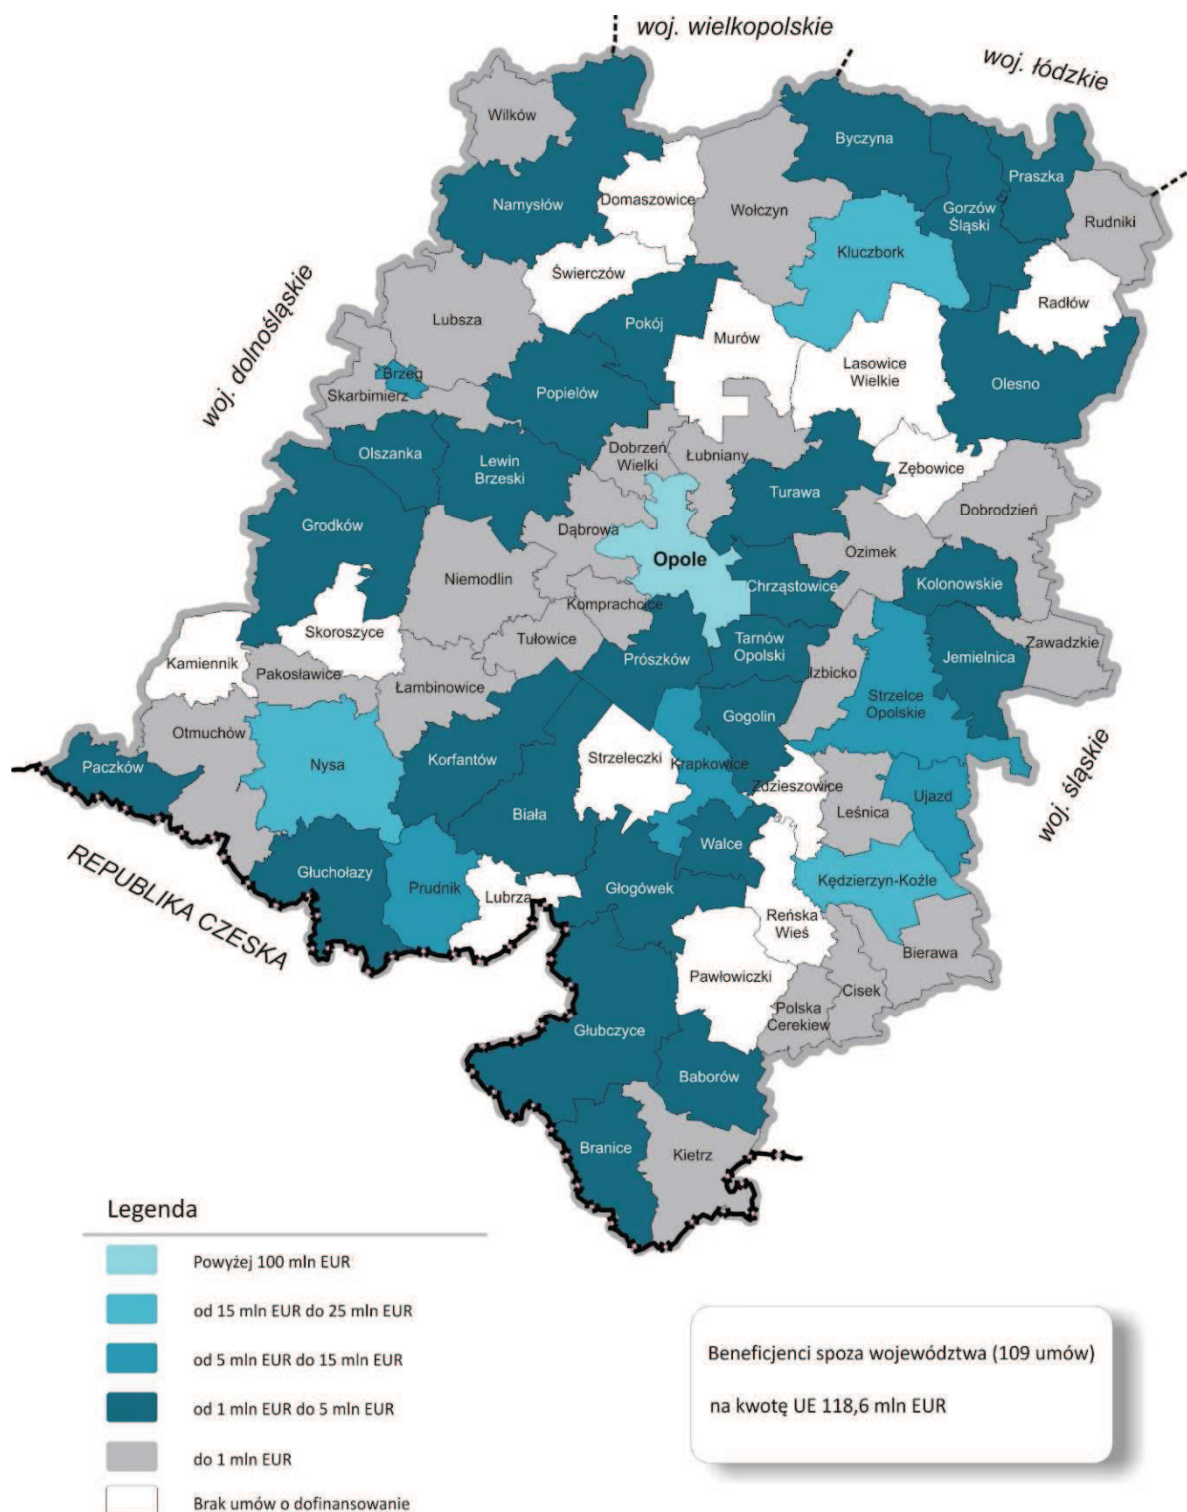 woj. wielkopolskie
woj. łódzkie
Wilków
Byczyna
Praszka
Namysłów
Domaszowice
Wołczyn
Gorzów
Śląski
Rudniki
Kluczbork
Świerczów
Radłów
woj. dolnośląskie
Lubsza
Pokój
Murów
Lasowice
Wielkie
Olesno
Brzeg
Skarbimierz
Popielów
Olszanka
Lewin
Brzeski
Dobrzeń
Wielki
Łubniany
Zębowice
Turawa
Dobrodzień
Grodków
Dąbrowa
Opole
Ozimek
Niemodlin
Chrząstowice
Kolonowskie
Komprachcice
Skoroszyce
Tułowice
Tarnów
Opolski
Zawadzkie
Kamiennik
Prószków
Izbicko
Jemielnica
Pakosławice
Łambinowice
Strzelce
Opolskie
Gogolin
Otmuchów
Paczków
Nysa
Korfantów
Strzeleczki
Krapkowice
woj. śląskie
Zdzieszowice
Ujazd
Leśnica
Biała
Walce
REPUBLIKA CZESKA
Głuchołazy
Prudnik
Lubrza
Głogówek
Kędzierzyn-Koźle
Reńska
Wieś
Bierawa
Pawłowiczki
Cisek
Polska
Cerekiew
Głubczyce
Baborów
Branice
Kietrz
Legenda
Powyżej 100 mln EUR
od 15 mln EUR do 25 mln EUR
od 5 mln EUR do 15 mln EUR
od 1 mln EUR do 5 mln EUR
do 1 mln EUR
Brak umów o dofinansowanie
Beneficjenci spoza województwa (109 umów)
na kwotę UE 118,6 mln EUR